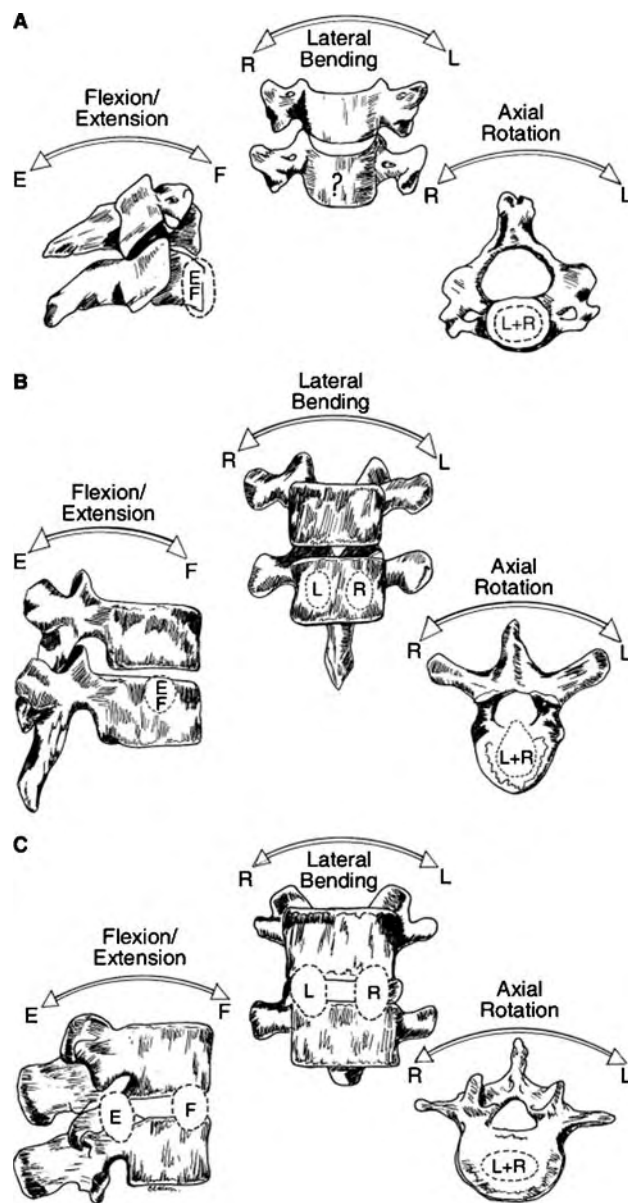 A
Lateral
Bending
R
L
Flexion/
Extension
E
F
?
Axial
Rotation
R
L
E
F
L+R
B
Lateral
Bending
R
L
Flexion/
Extension
E
F
L
R
Axial
Rotation
R
L
E
F
L+R
C
Lateral
Bending
R
L
Flexion/
Extension
E
F
L
R
Axial
Rotation
R
L
E
F
L+R